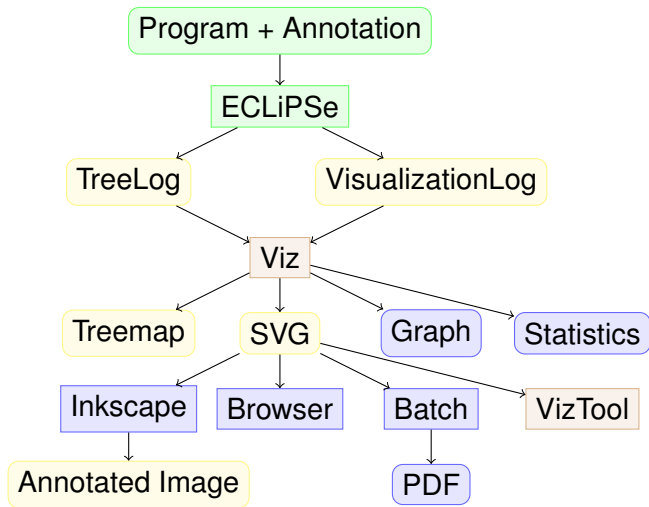 Program + Annotation
ECLiPSe
TreeLog
VisualizationLog
Viz
Treemap
SVG
Graph
Statistics
Inkscape
Browser
Batch
VizTool
Annotated Image
PDF